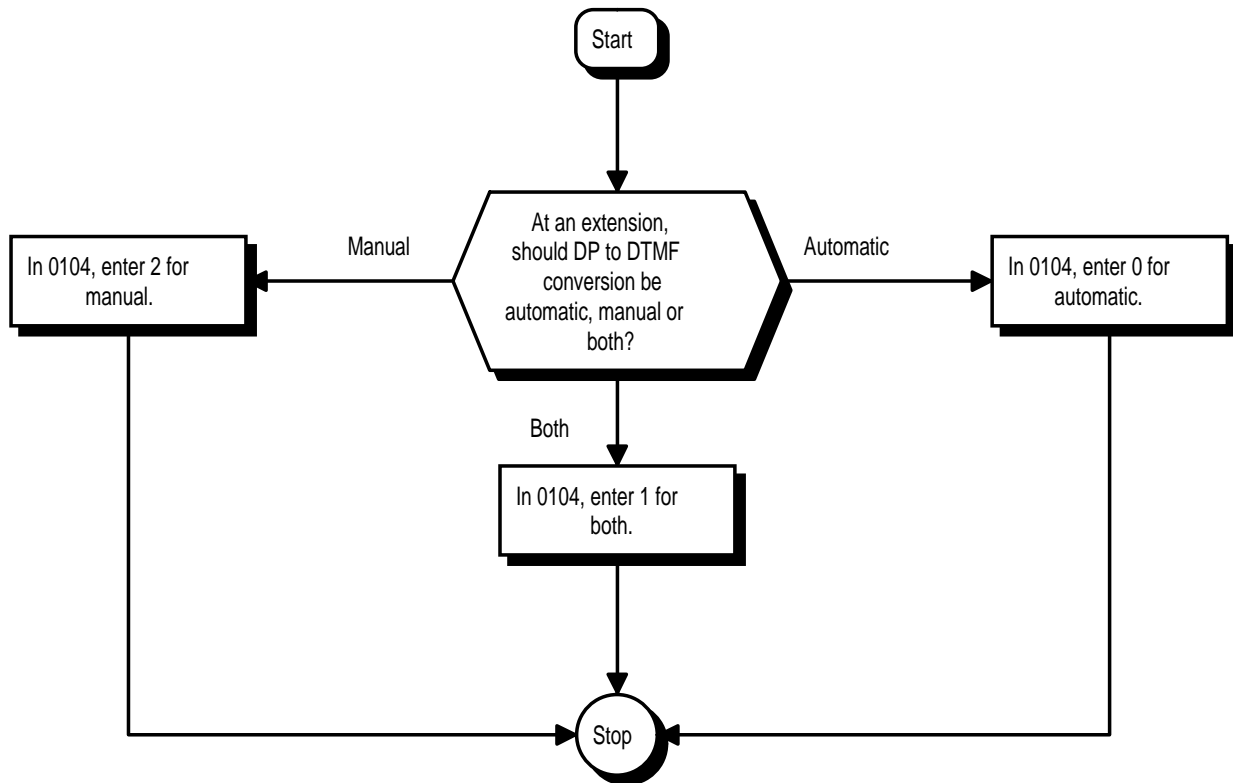 Start
At an extension,
should DP to DTMF
conversion be
automatic, manual or
both?
Manual
Automatic
In 0104, enter 2 for
manual.
In 0104, enter 0 for
automatic.
Both
In 0104, enter 1 for
both.
Stop